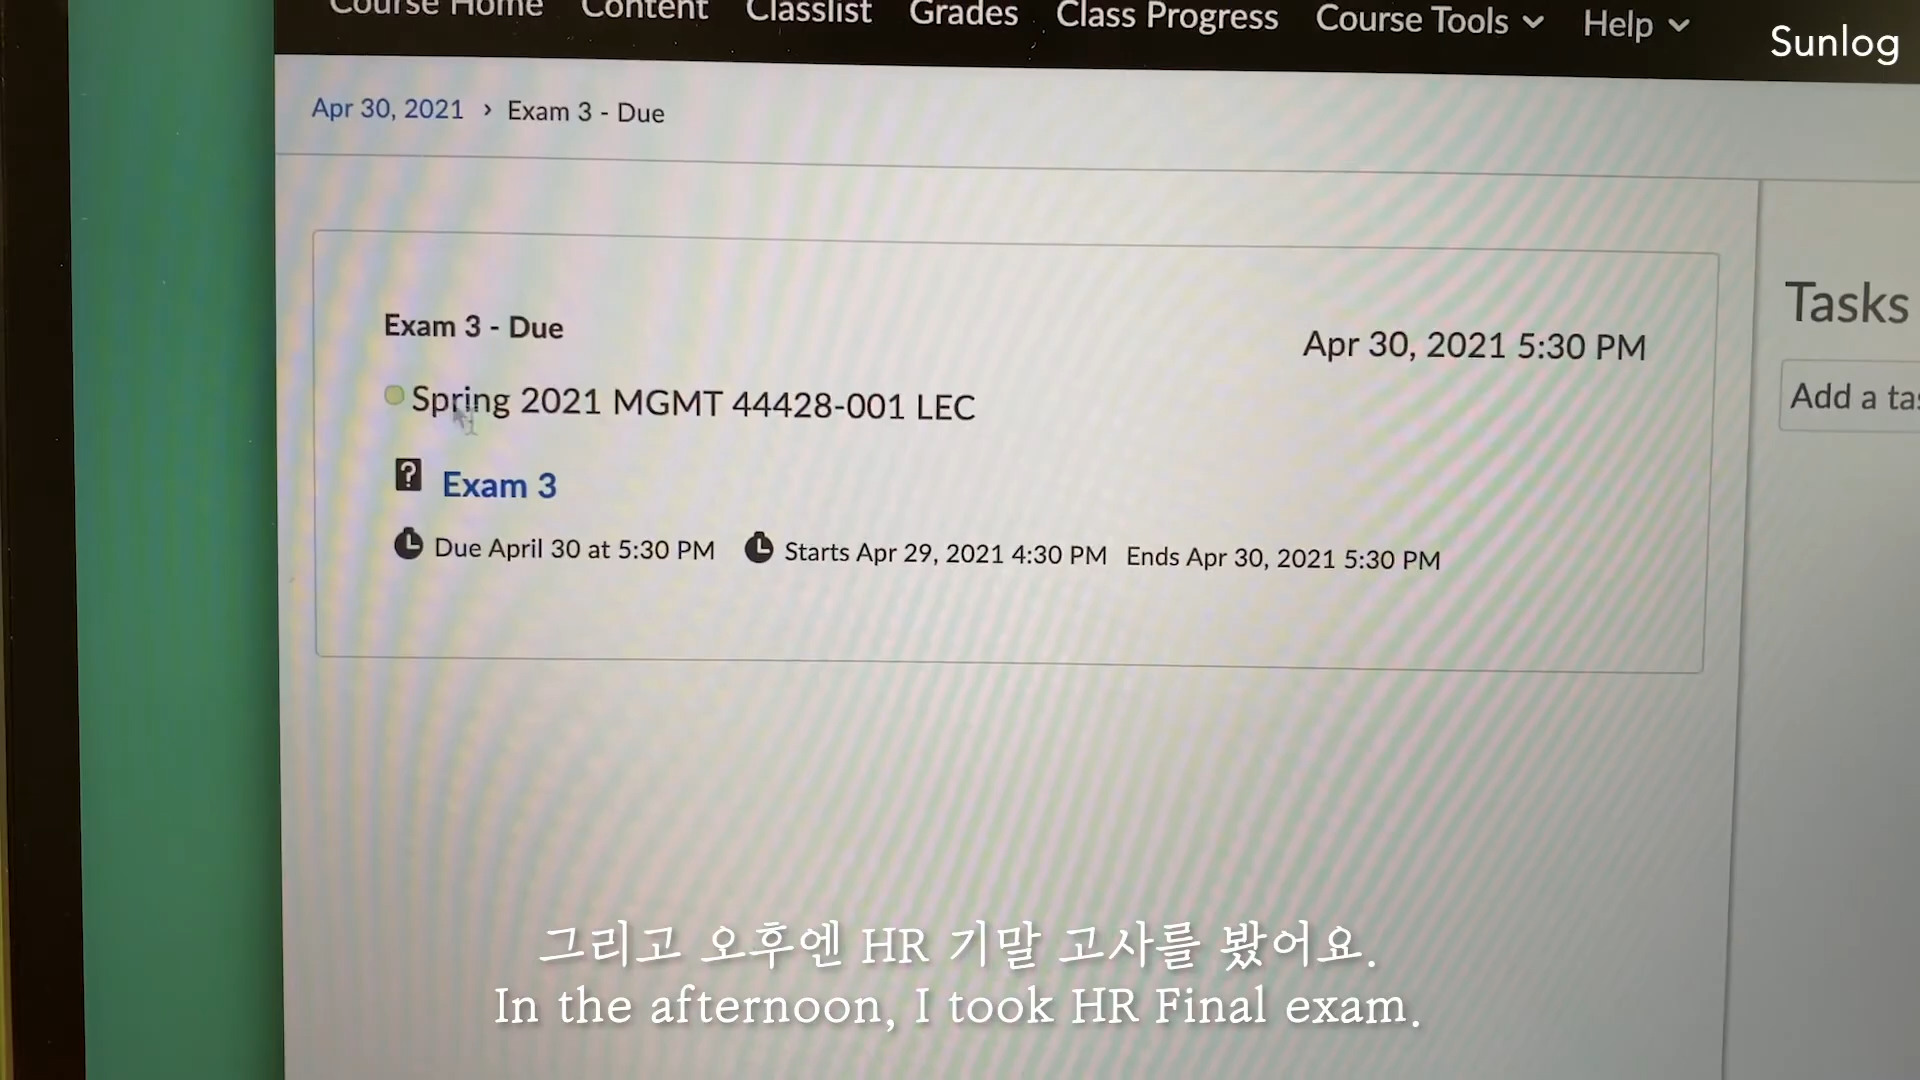 Course Home Content Classlist Grades Class Progress Course Tools Help
Sunlog
Apr 30, 2021 › Exam 3 - Due
Exam 3 - Due
Apr 30, 2021 5:30 PM
Spring 2021 MGMT 44428-001 LEC
Exam 3
Due April 30 at 5:30 PM Starts Apr 29, 2021 4:30 PM Ends Apr 30, 2021 5:30 PM
Tasks
Add a
그리고 오후엔 HR 기말 고사를 봤어요.
In the afternoon, I took HR Final exam.